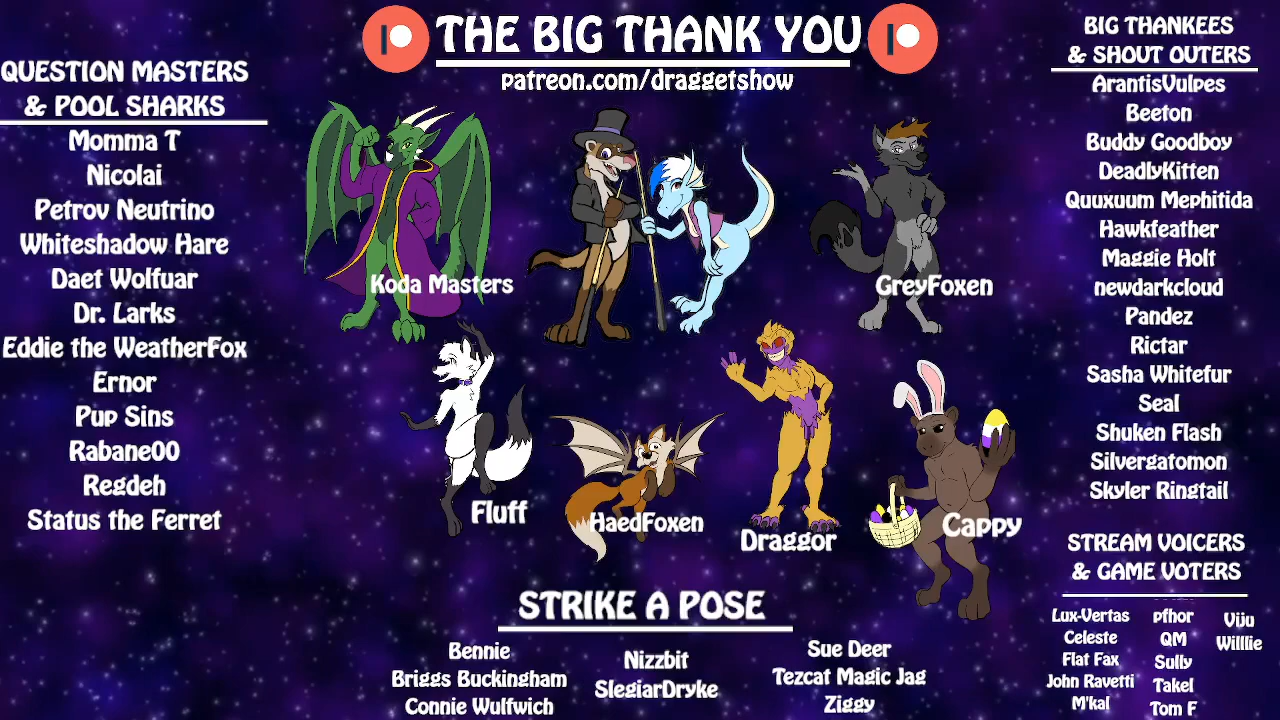 THE BIG THANK YOU
patreon.com/draggetshow
QUESTION MASTERS
& POOL SHARKS
Momma T
Nicolai
Petrov Neutrino
Whiteshadow Hare
Daet Wolfuar
Dr. Larks
Eddie the WeatherFox
Ernor
Pup Sins
Rabane00
Regdeh
Status the Ferret
Koda Masters
GreyFoxen
Fluff
HaedFoxen
Draggor
Cappy
STRIKE A POSE
Bennie
Briggs Buckingham
Connie Wulfwich
Nizzbit
SlegiarDryke
Sue Deer
Tezcat Magic Jag
Ziggy
BIG THANKEES
& SHOUT OUTERS
ArantisVulpes
Beeton
Buddy Goodboy
DeadlyKitten
Quuxuum Mephitida
Hawkfeather
Maggie Holt
newdarkcloud
Pandez
Rictar
Sasha Whitefur
Seal
Shuken Flash
Silvergatomon
Skyler Ringtail
STREAM VOICERS
& GAME VOTERS
Lux-Vertas
Celeste
Flat Fax
John Ravetti
M'kal
pfhor
QM
Sully
Takel
Tom F
Viju
Willlie